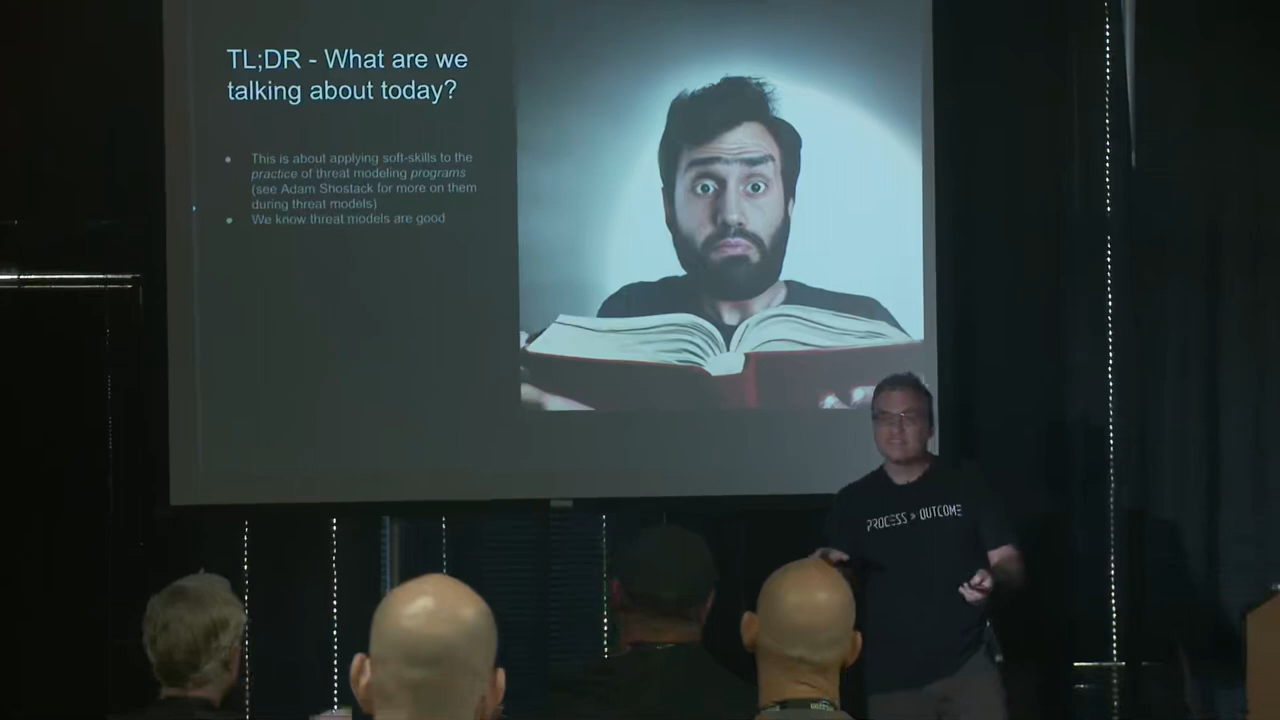 TL;DR - What are we
talking about today?
This is about applying soft-skills to the
practice of threat modeling programs
(see Adam Shostack for more on them
during threat models)
We know threat models are good
PROCESS » OUTCOME